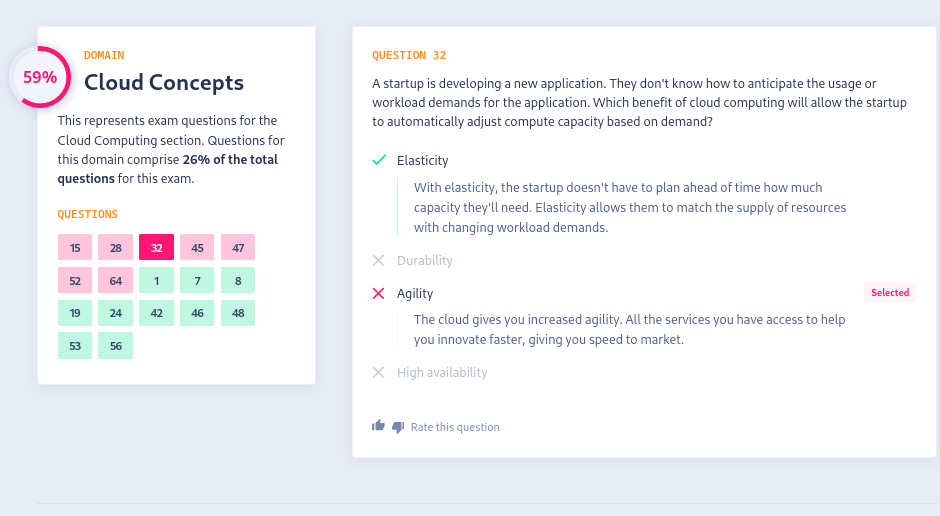 59%
DOMAIN
Cloud Concepts
This represents exam questions for the
Cloud Computing section. Questions for
this domain comprise 26% of the total
questions for this exam.
QUESTIONS
15 28 32 45 47
52 64 1 7 8
19 24 42 46 48
53 56
QUESTION 32
A startup is developing a new application. They don't know how to anticipate the usage or
workload demands for the application. Which benefit of cloud computing will allow the startup
to automatically adjust compute capacity based on demand?
Elasticity
With elasticity, the startup doesn't have to plan ahead of time how much
capacity they'll need. Elasticity allows them to match the supply of resources
with changing workload demands.
Durability
Agility
Selected
The cloud gives you increased agility. All the services you have access to help
you innovate faster, giving you speed to market.
High availability
Rate this question